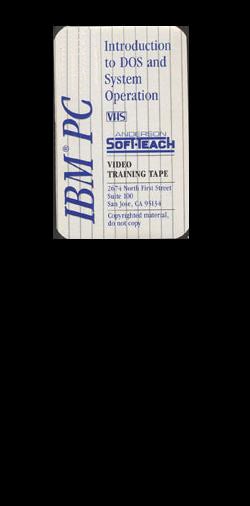 IBM® PC
Introduction
to DOS and
System
Operation
VHS
ANDERSON
SOFT-TEACH
VIDEO
TRAINING TAPE
2674 North First Street
Suite 100
San Jose, CA 95134
Copyrighted material,
do not copy